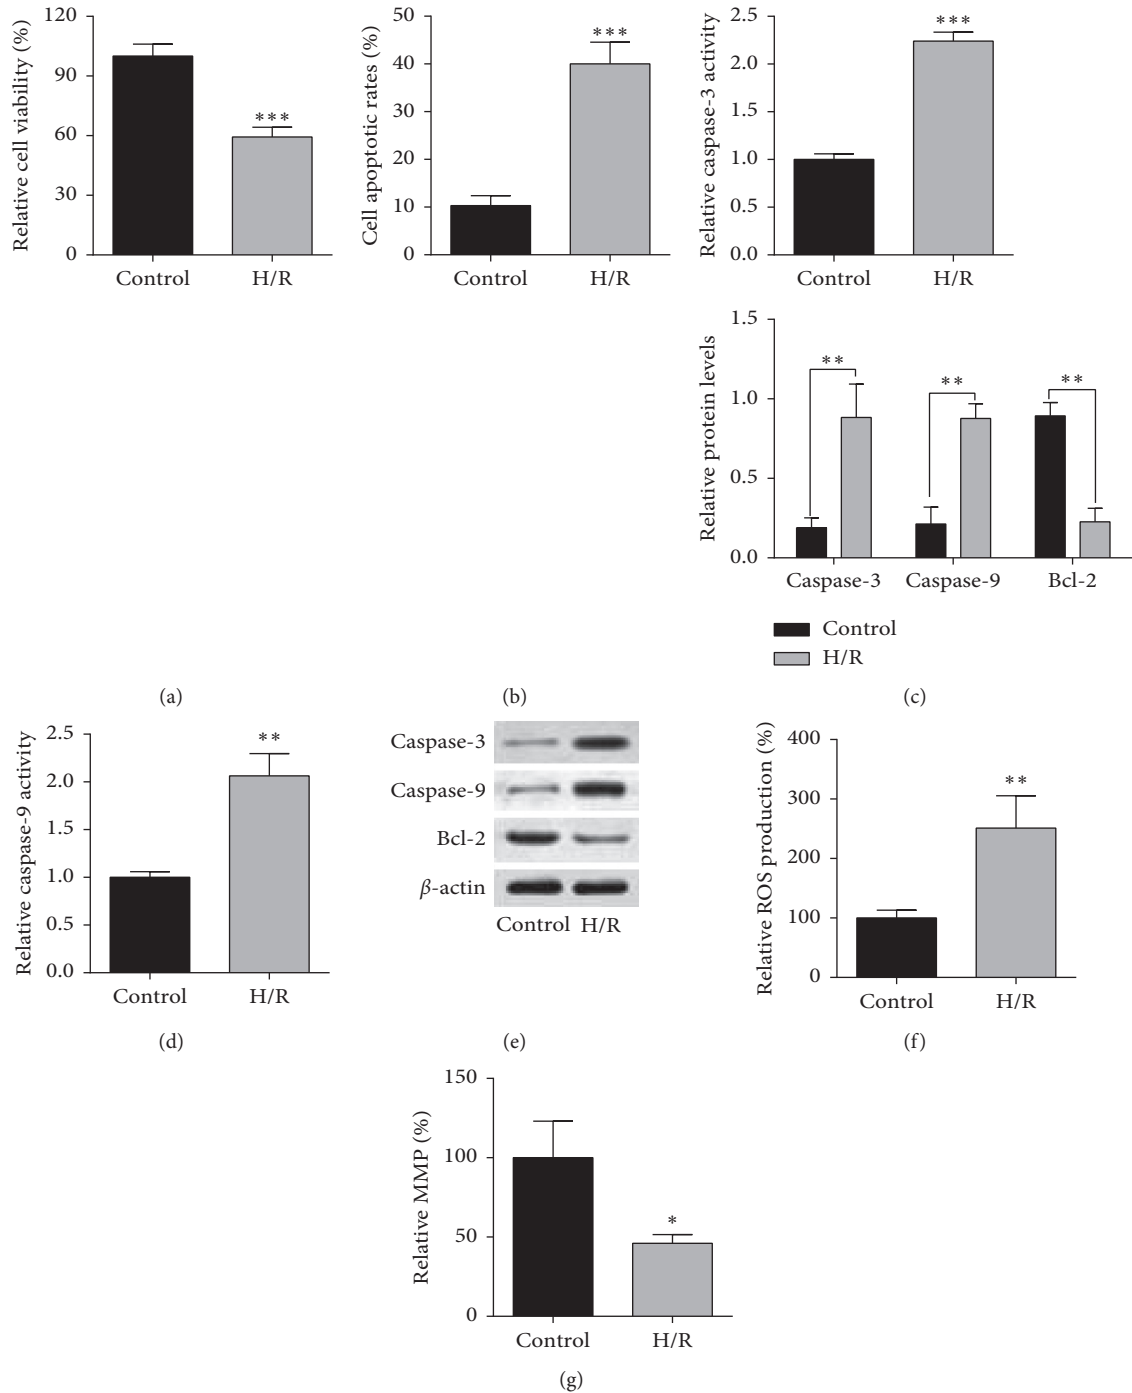 Relative cell viability (%)
120
90
60
30
0
***
Control H/R
Cell apoptotic rates (%)
50
40
30
20
10
0
***
Control H/R
Relative caspase-3 activity
2.5
2.0
1.5
1.0
0.5
0.0
***
Control H/R
Relative protein levels
1.5
1.0
0.5
0.0
** ** **
Caspase-3 Caspase-9 Bcl-2
Control
H/R
(a) (b) (c)
Relative caspase-9 activity
2.5
2.0
1.5
1.0
0.5
0.0
**
Control H/R
(d)
Caspase-3
Caspase-9
Bcl-2
β-actin
Control H/R
(e)
Relative ROS production (%)
400
300
200
100
0
**
Control H/R
(f)
Relative MMP (%)
150
100
50
0
*
Control H/R
(g)